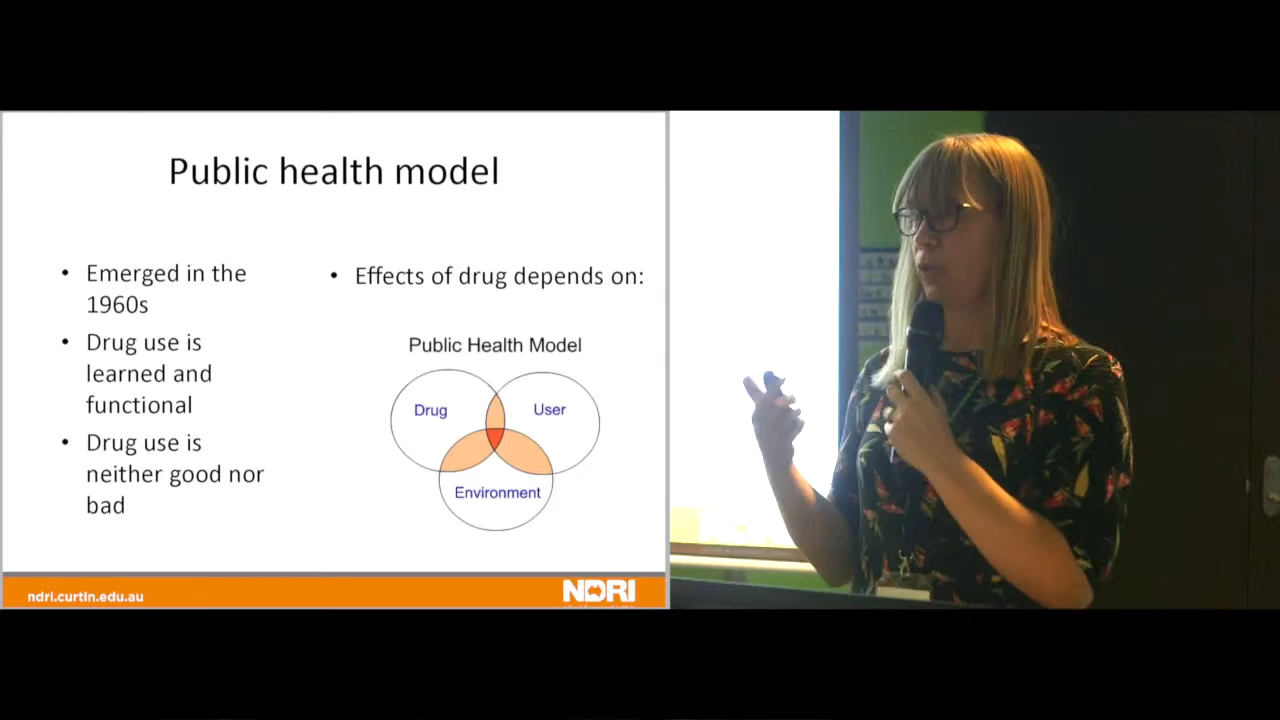 Public health model
• Emerged in the
1960s
• Drug use is
learned and
functional
• Drug use is
neither good nor
bad
• Effects of drug depends on:
Public Health Model
Drug
User
Environment
ndri.curtin.edu.au
NDRI